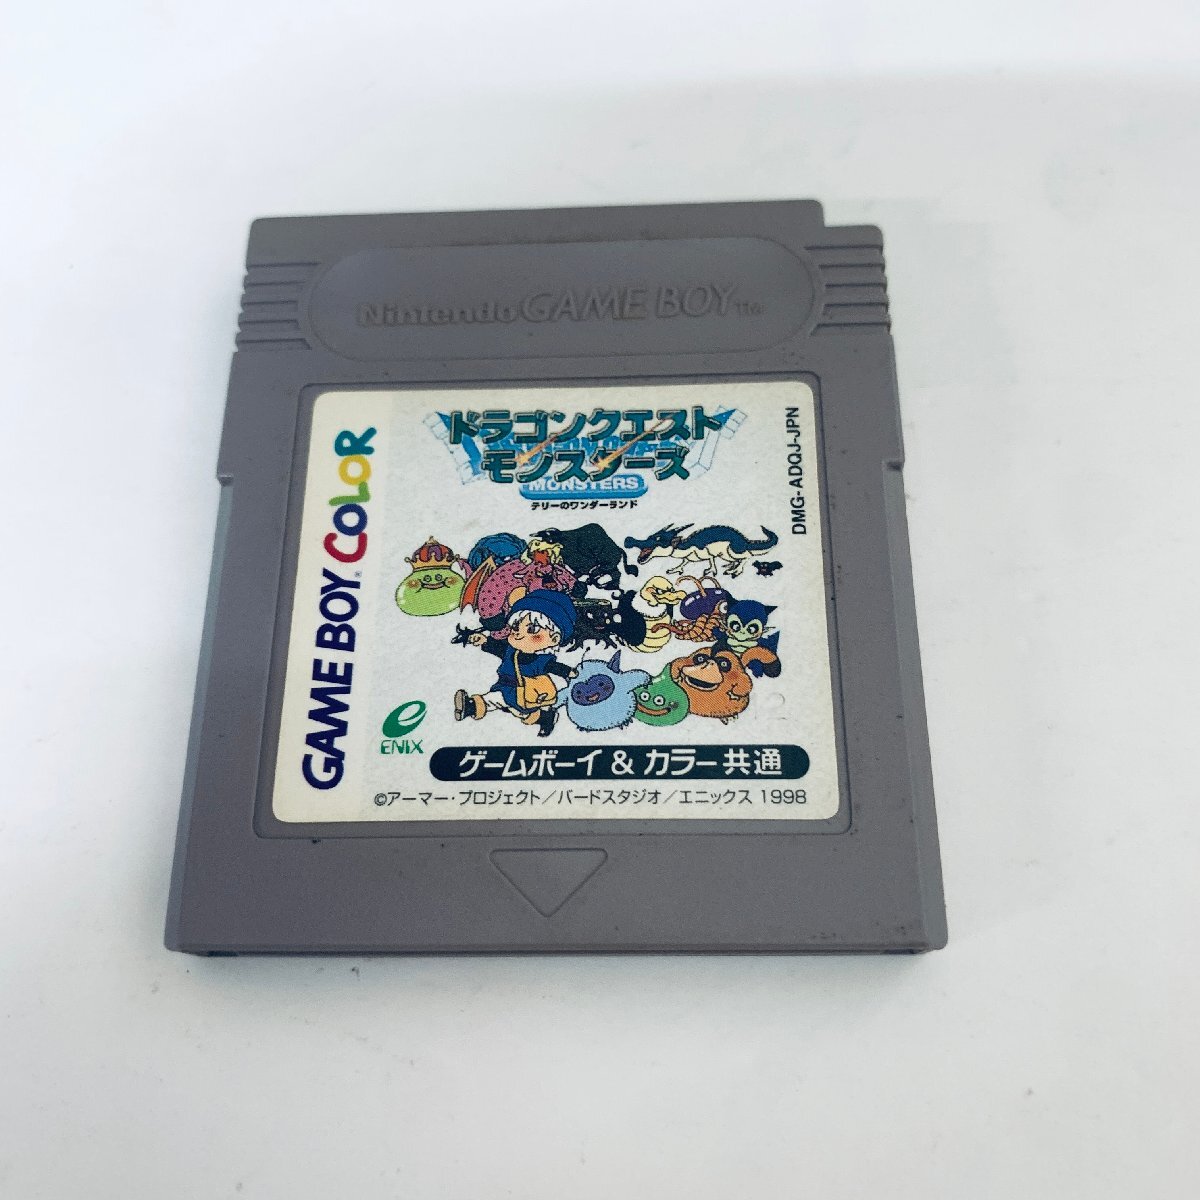 Nintendo GAME BOY TM
GAME BOY COLOR
ドラゴンクエスト
モンスターズ
MONSTERS
テリーのワンダーランド
DMG-ADQJ-JPN
ENIX
ゲームボーイ & カラー共通
©アーマー・プロジェクト/バードスタジオ/エニックス 1998